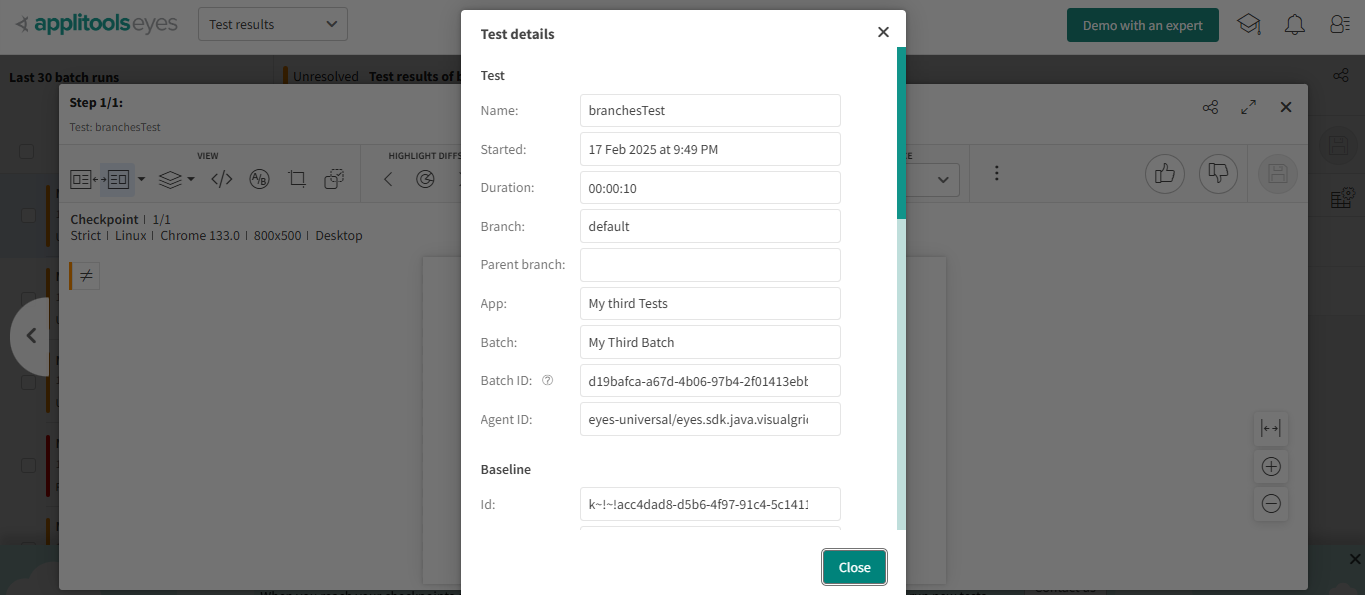 applitools eyes
Test results
Demo with an expert
Last 30 batch runs
Unresolved Test results of b
Step 1/1:
Test: branchesTest
VIEW
HIGHLIGHT DIFFS
Checkpoint | 1/1
Strict | Linux | Chrome 133.0 | 800x500 | Desktop
Test details
Test
Name: branchesTest
Started: 17 Feb 2025 at 9:49 PM
Duration: 00:00:10
Branch: default
Parent branch:
App: My third Tests
Batch: My Third Batch
Batch ID: d19bafca-a67d-4b06-97b4-2f01413ebb
Agent ID: eyes-universal/eyes.sdk.java.visualgri
Baseline
Id: k~!~!acc4dad8-d5b6-4f97-91c4-5c1411
Close